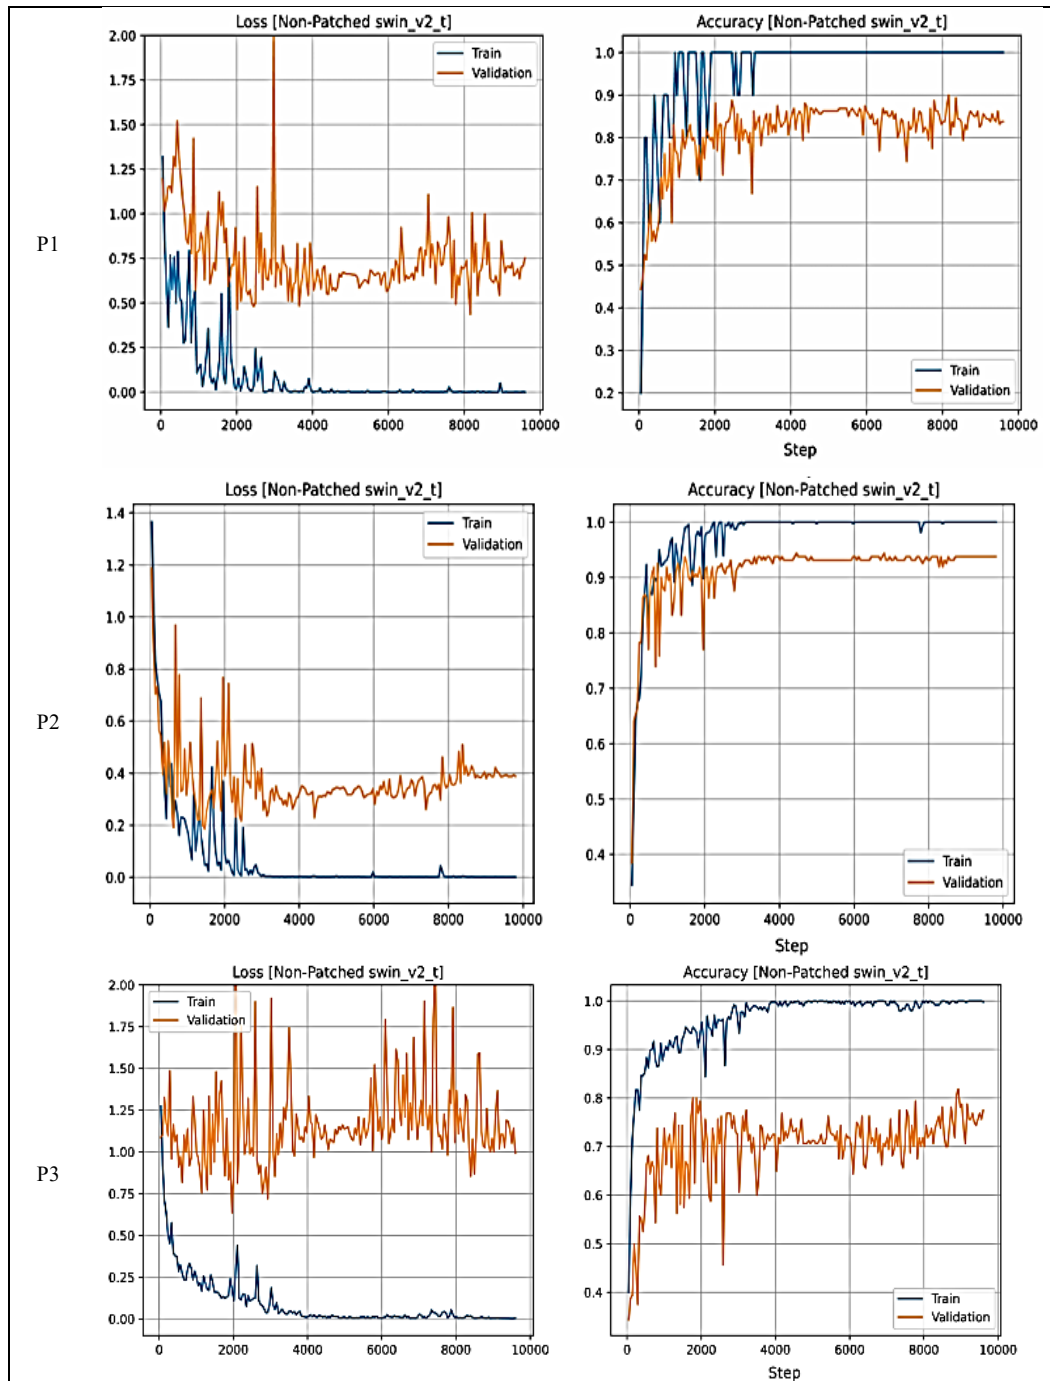 P1
Loss [Non-Patched swin_v2_t]
2.00
1.75
1.50
1.25
1.00
0.75
0.50
0.25
0.00
0 2000 4000 6000 8000 10000
Train
Validation
Accuracy [Non-Patched swin_v2_t]
1.0
0.9
0.8
0.7
0.6
0.5
0.4
0.3
0.2
0 2000 4000 6000 8000 10000
Step
Train
Validation
P2
Loss [Non-Patched swin_v2_t]
1.4
1.2
1.0
0.8
0.6
0.4
0.2
0.0
0 2000 4000 6000 8000 10000
Train
Validation
Accuracy [Non-Patched swin_v2_t]
1.0
0.9
0.8
0.7
0.6
0.5
0.4
0 2000 4000 6000 8000 10000
Step
Train
Validation
P3
Loss [Non-Patched swin_v2_t]
2.00
1.75
1.50
1.25
1.00
0.75
0.50
0.25
0.00
0 2000 4000 6000 8000 10000
Train
Validation
Accuracy [Non-Patched swin_v2_t]
1.0
0.9
0.8
0.7
0.6
0.5
0.4
0 2000 4000 6000 8000 10000
Step
Train
Validation